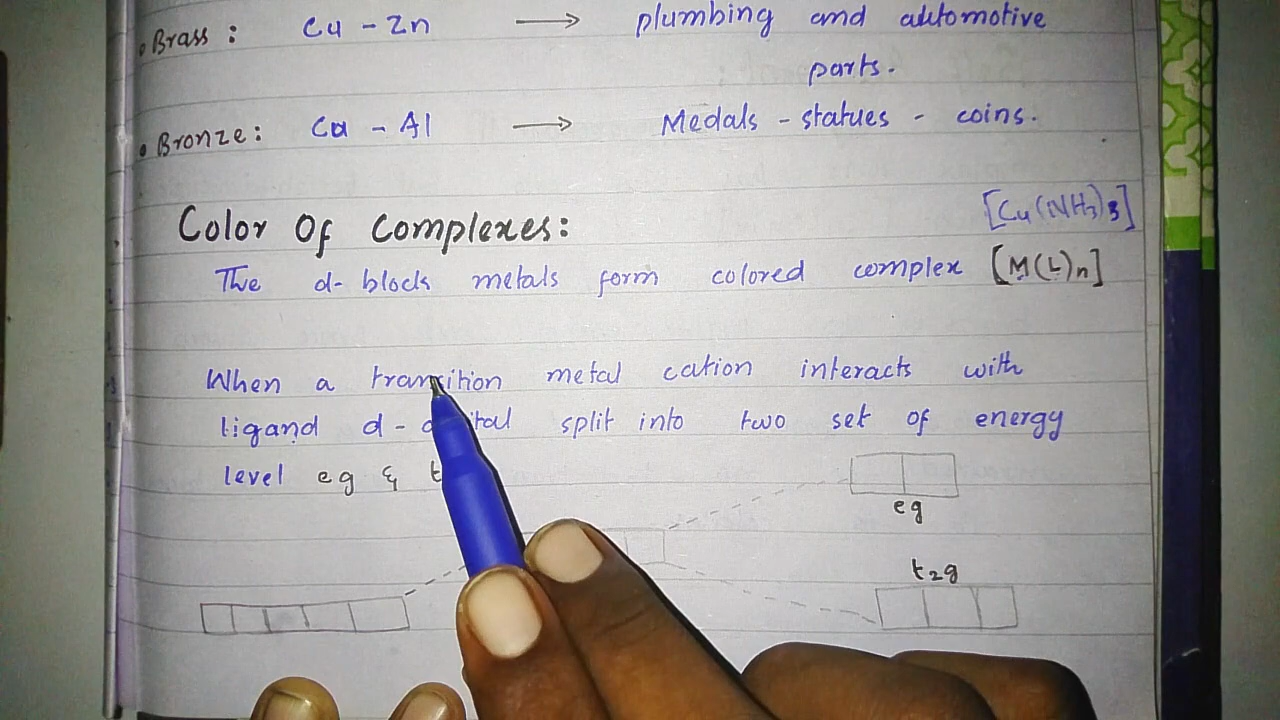 • Brass : Cu - Zn → plumbing and automotive
parts.
• Bronze : Cu - Al → Medals - statues - coins.
[Cu(NH3)3]
Color Of Complexes:
The d-block metals form colored complex [M(L)n]
When a transition metal cation interacts with
ligand d- split into two set of energy
level eg &
eg
t2g